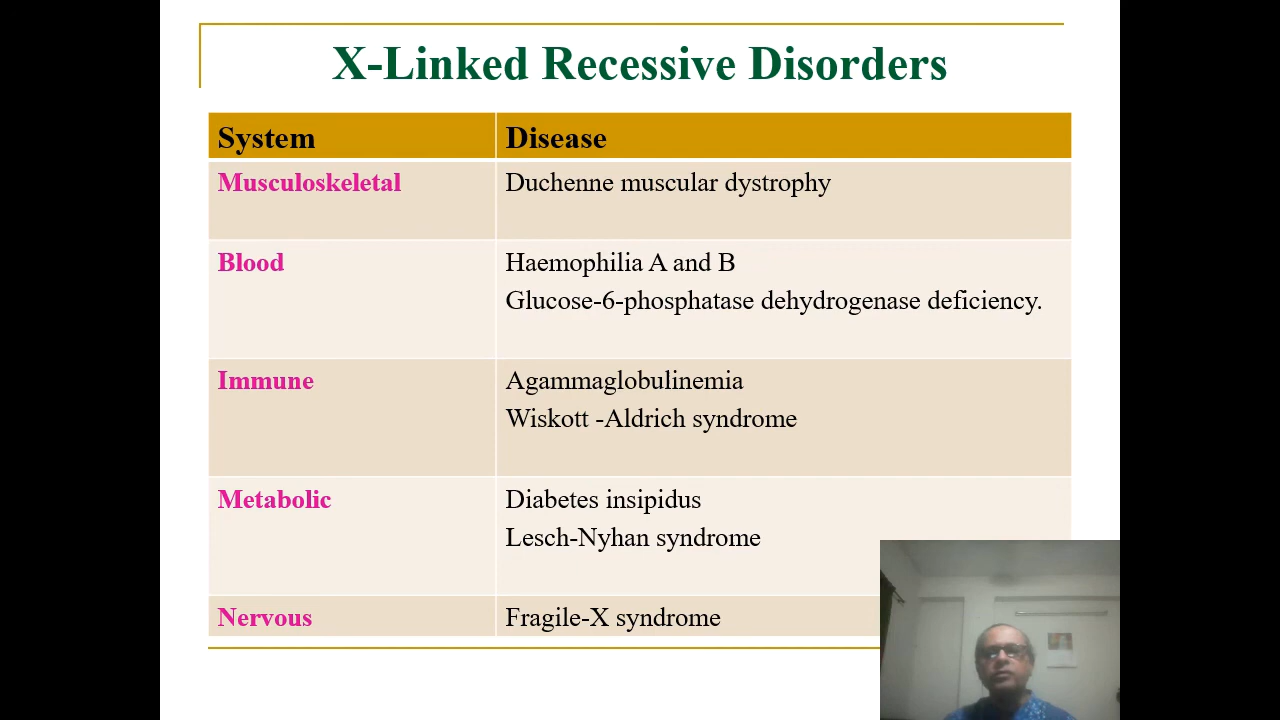 X-Linked Recessive Disorders
System Disease
Musculoskeletal Duchenne muscular dystrophy
Blood Haemophilia A and B
Glucose-6-phosphatase dehydrogenase deficiency.
Immune Agammaglobulinemia
Wiskott -Aldrich syndrome
Metabolic Diabetes insipidus
Lesch-Nyhan syndrome
Nervous Fragile-X syndrome